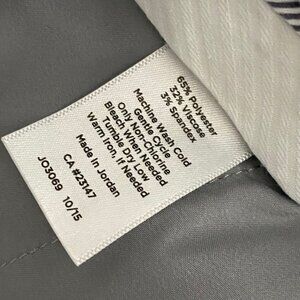 65% Polyester
32% Viscose
3% Spandex
Machine Wash Cold
Gentle Cycle
Only Non-Chlorine
Bleach When Needed
Tumble Dry Low
Warm Iron, If Needed
Made In Jordan
CA #23147
JO3069 10/15